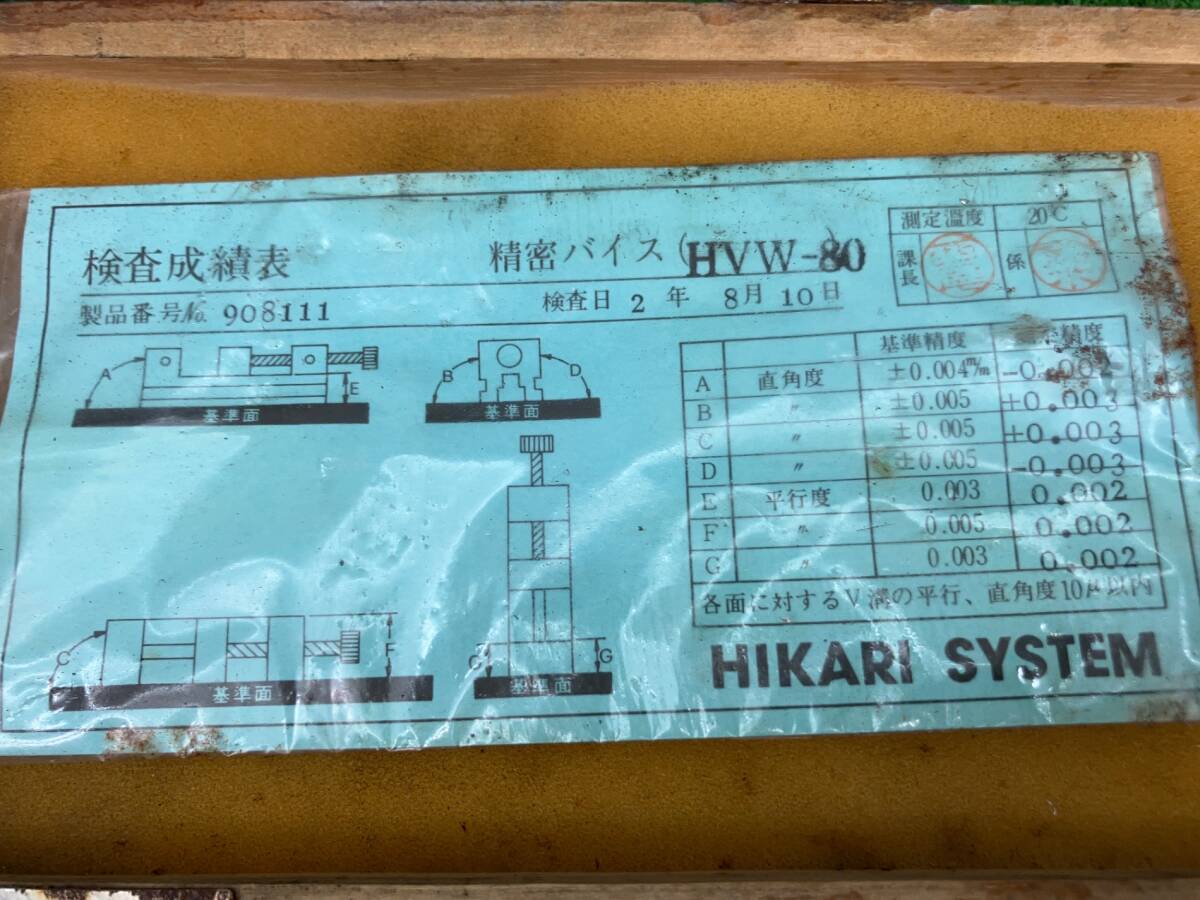 検査成績表
精密バイス(HVW-80
測定温度 20℃
課長 係
製品番号No. 908111
検査日 2 年 8月 10日
基準精度 精度
A 直角度 ±0.004m/m -0.002
B 〃 ±0.005 +0.003
C 〃 ±0.005 +0.003
D 〃 ±0.005 -0.003
E 平行度 0.003 0.002
F 〃 0.005 0.002
G 〃 0.003 0.002
各面に対するV溝の平行、直角度10μ以内
HIKARI SYSTEM
A E
基準面
B D
基準面
C F
基準面
G G
基準面